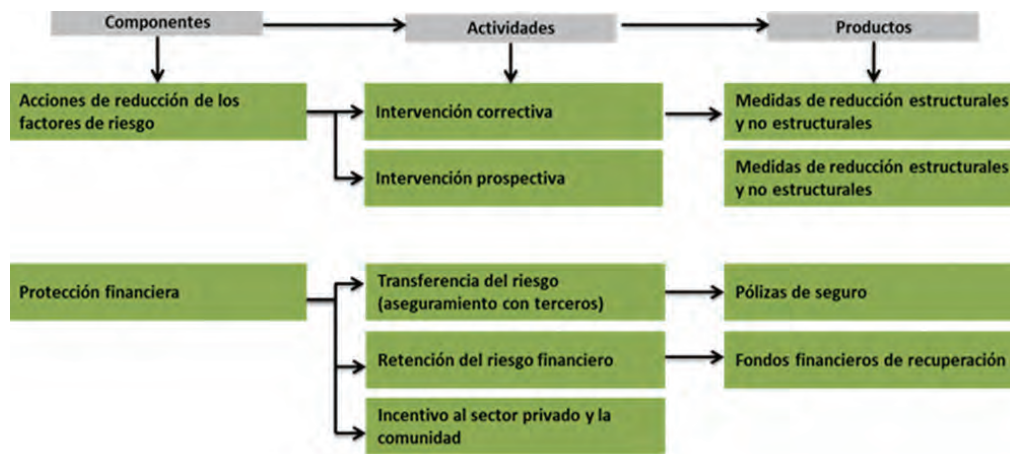 Componentes
Actividades
Productos
Acciones de reducción de los
factores de riesgo
Intervención correctiva
Medidas de reducción estructurales
y no estructurales
Intervención prospectiva
Medidas de reducción estructurales
y no estructurales
Protección financiera
Transferencia del riesgo
(aseguramiento con terceros)
Pólizas de seguro
Retención del riesgo financiero
Fondos financieros de recuperación
Incentivo al sector privado y la
comunidad